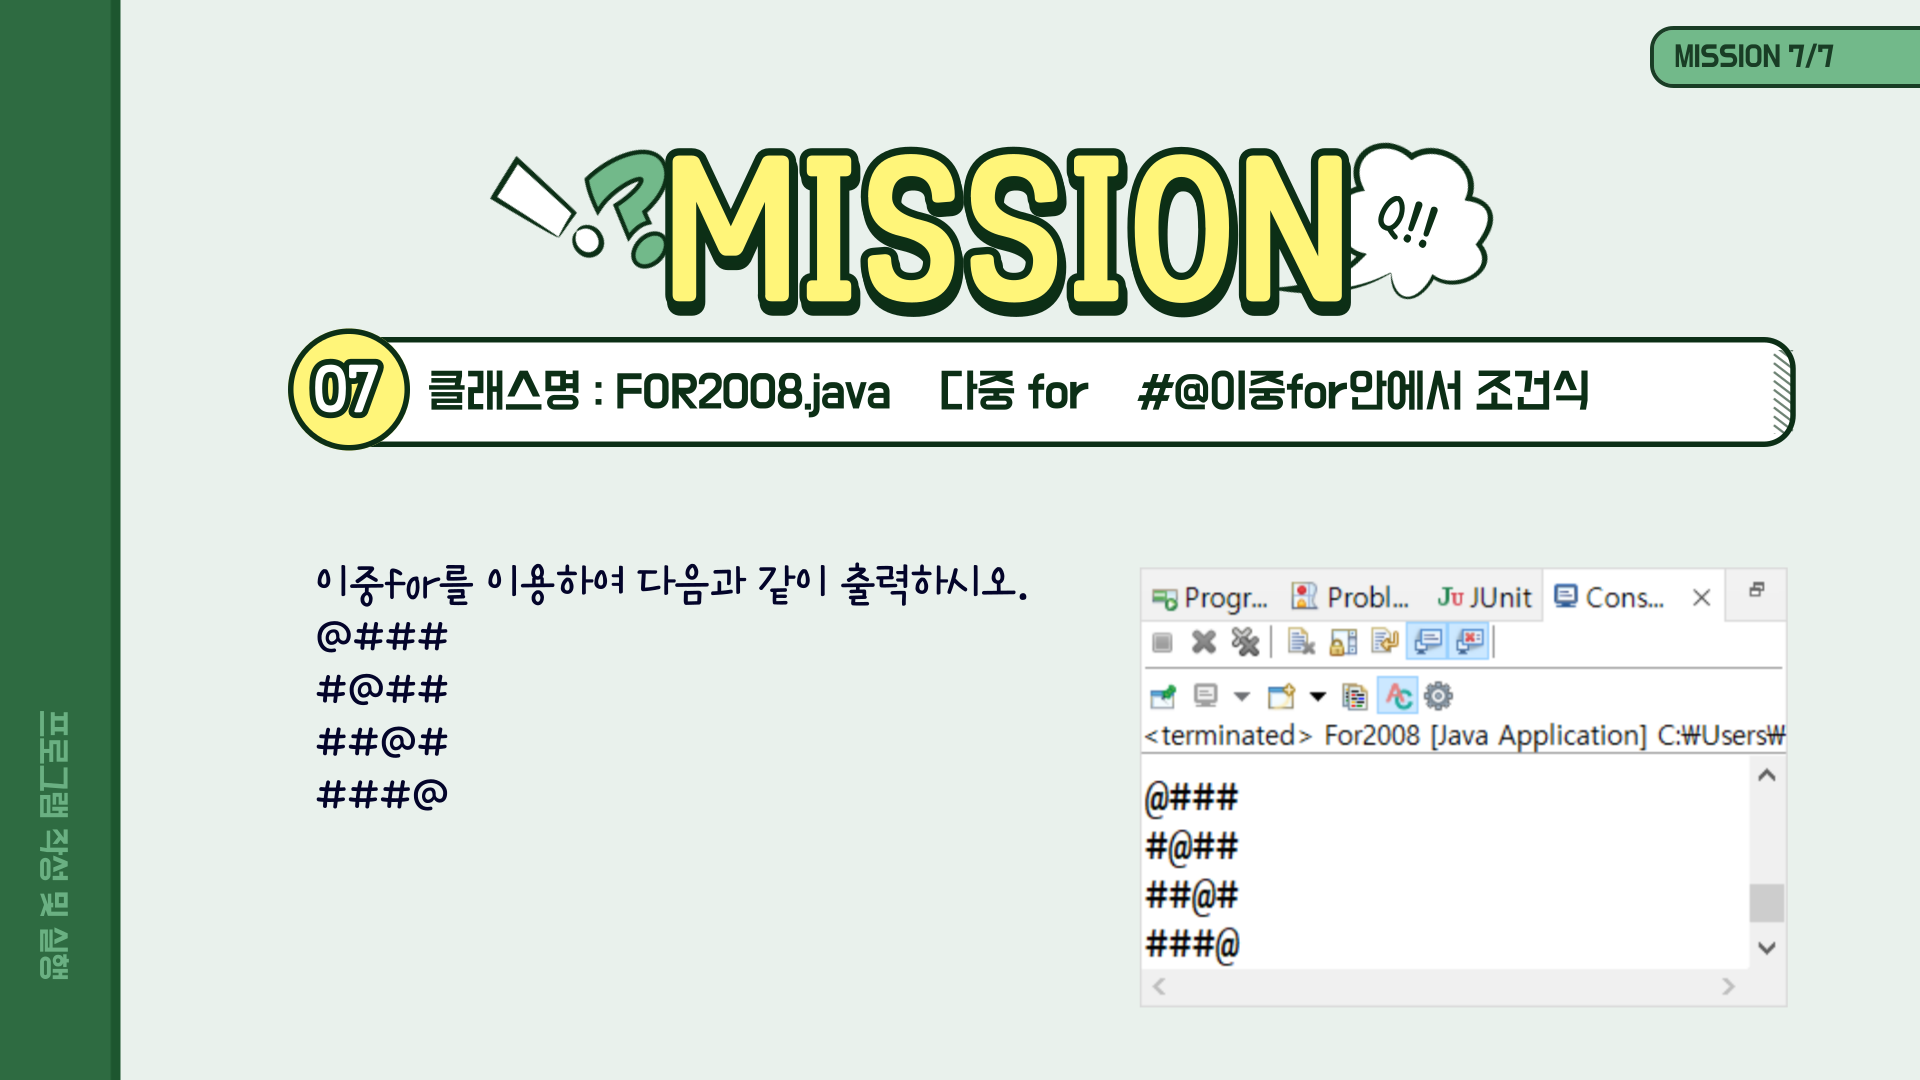 MISSION 7/7
MISSION
Q!!
07
클래스명 : FOR2008.java 다중 for #@이중for안에서 조건식
이중for를 이용하여 다음과 같이 출력하시오.
@###
#@##
##@#
###@
Progr... Probl... JUnit Cons...
<terminated> For2008 [Java Application] C:₩Users₩
@###
#@##
##@#
###@
프로그램 작성 및 실행